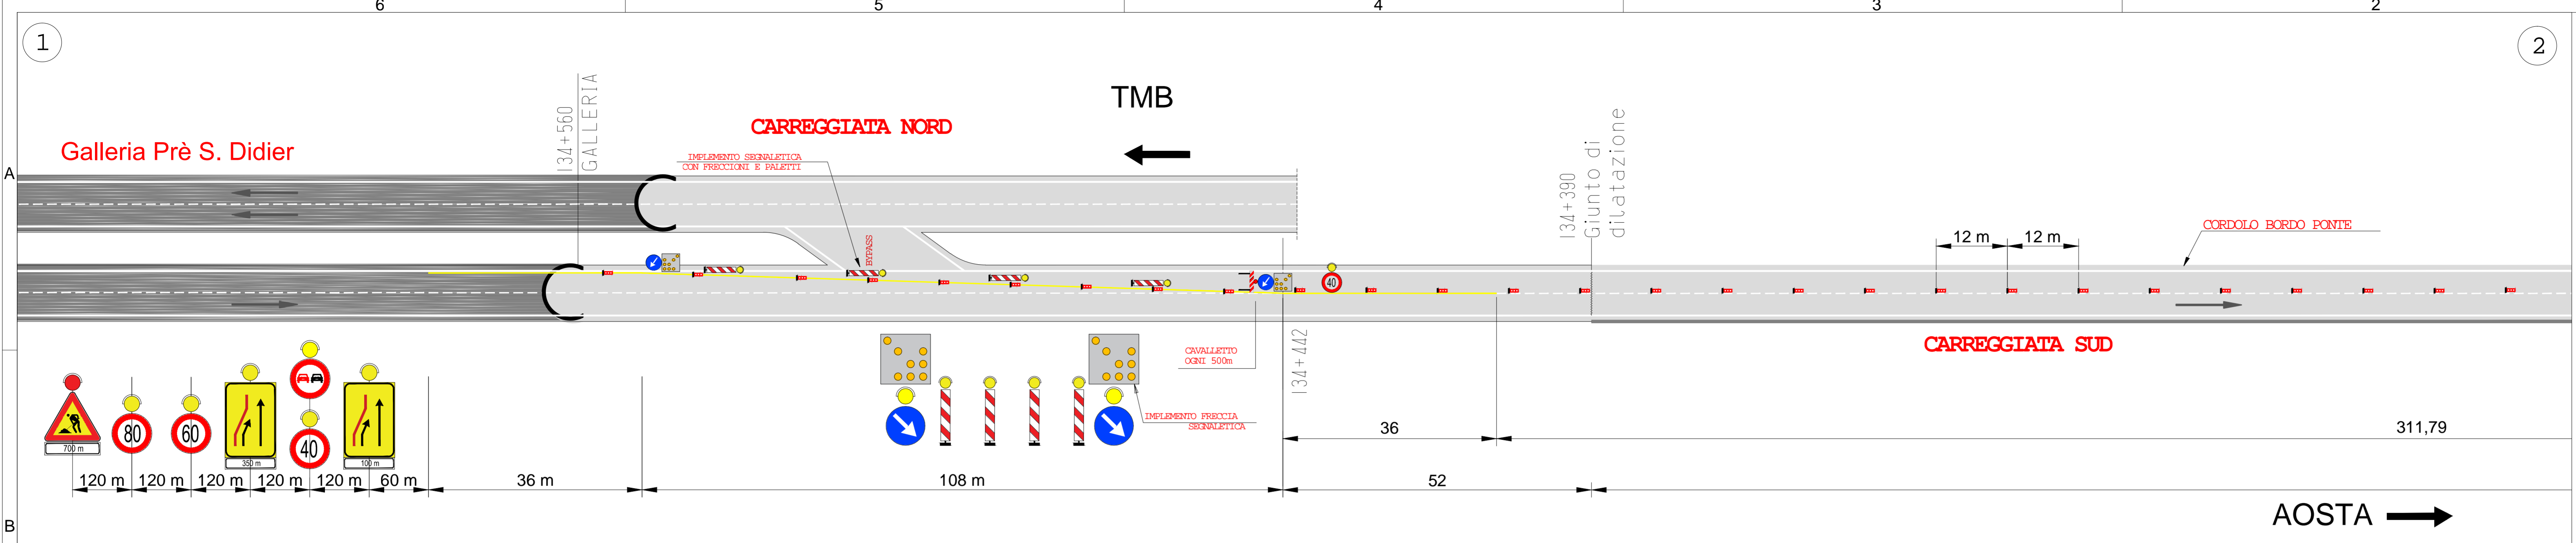 6
5
4
3
2
1
2
A
B
Galleria Prè S. Didier
134+560
GALLERIA
CARREGGIATA NORD
TMB
IMPLEMENTO SEGNALETICA
CON FRECCIONI E PALETTI
BYPASS
134+390
Giunto di
dilatazione
12 m
12 m
CORDOLO BORDO PONTE
40
CARREGGIATA SUD
134+442
CAVALLETTO
OGNI 500m
IMPLEMENTO FRECCIA
SEGNALETICA
700 m
80
60
350 m
40
100 m
36
311,79
120 m
120 m
120 m
120 m
120 m
60 m
36 m
108 m
52
AOSTA